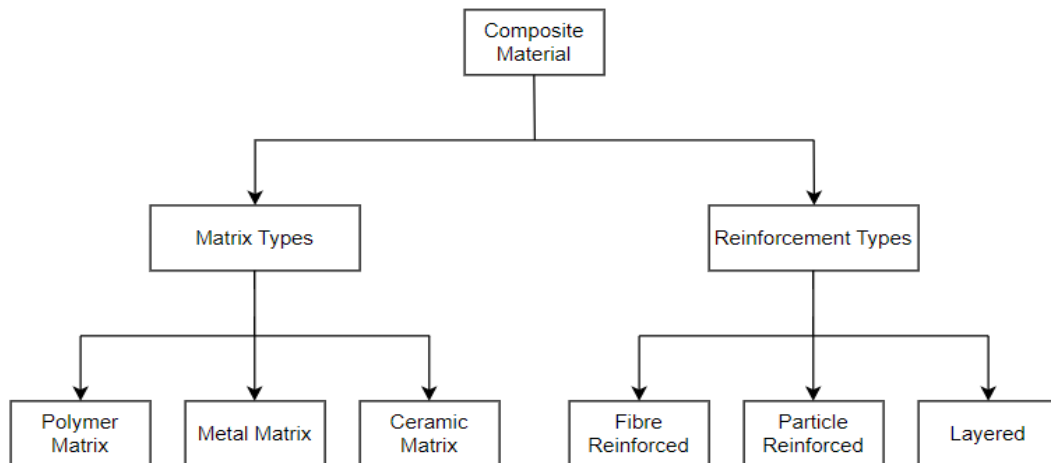 Composite
Material
Matrix Types
Reinforcement Types
Polymer
Matrix
Metal Matrix
Ceramic
Matrix
Fibre
Reinforced
Particle
Reinforced
Layered